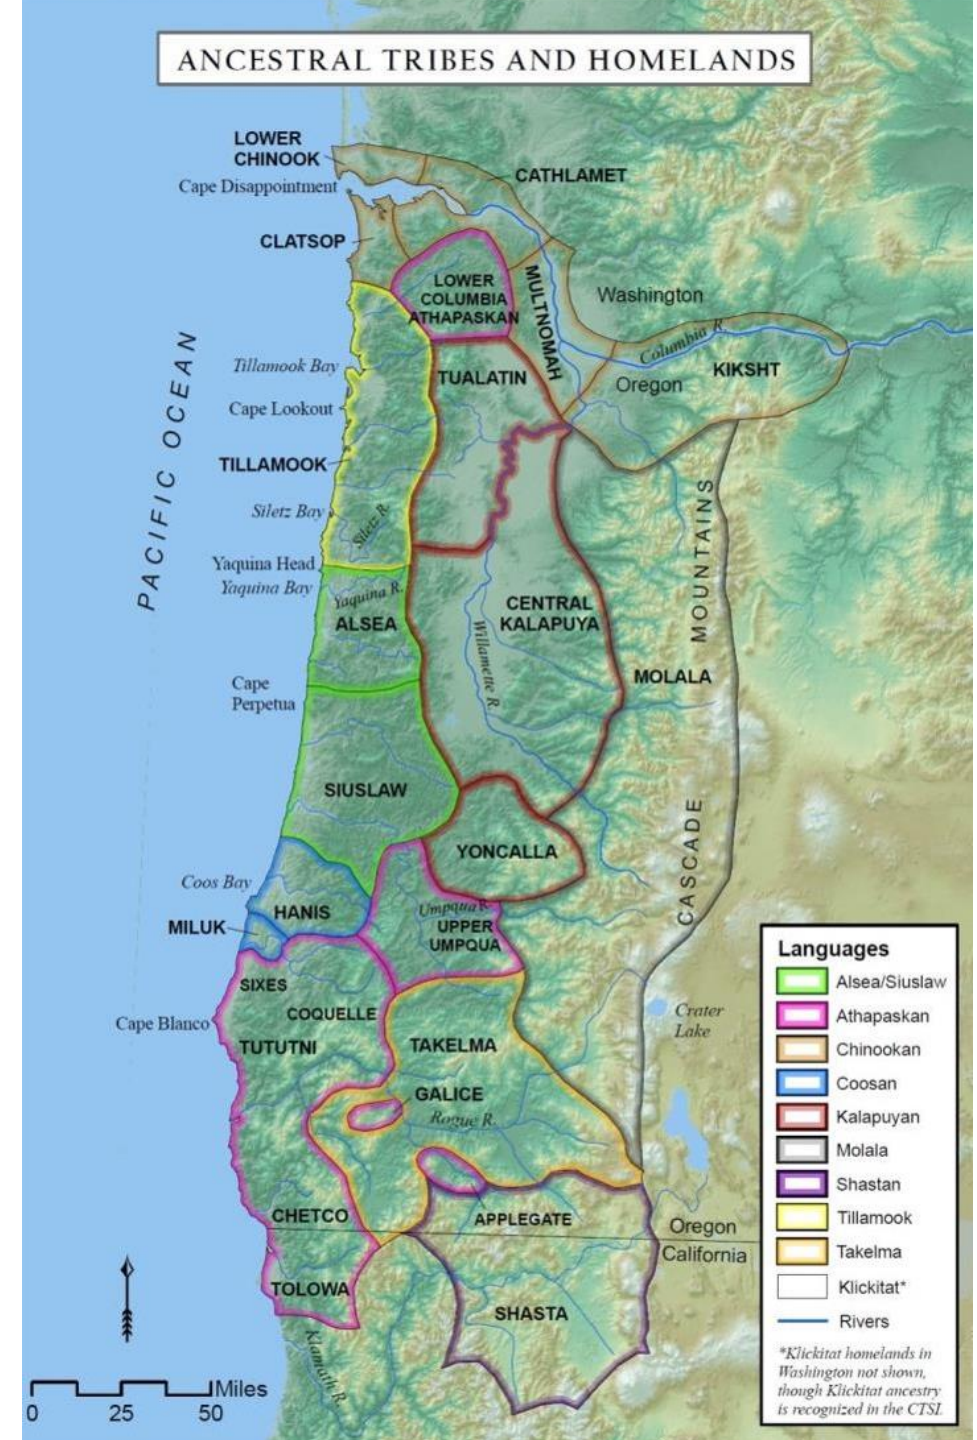 ANCESTRAL TRIBES AND HOMELANDS
LOWER
CHINOOK
Cape Disappointment
CATHLAMET
CLATSOP
LOWER
COLUMBIA
ATHAPASKAN
MULTNOMAH
Washington
Columbia R.
KIKSHT
Oregon
Tillamook Bay
TUALATIN
Cape Lookout
TILLAMOOK
PACIFIC OCEAN
Siletz Bay
Siletz R.
Yaquina Head
Yaquina Bay
Yaquina R.
ALSEA
CENTRAL
KALAPUYA
Willamette R.
MOLALA
CASCADE MOUNTAINS
Cape
Perpetua
SIUSLAW
YONCALLA
Coos Bay
HANIS
MILUK
Umpqua R.
UPPER
UMPQUA
SIXES
COQUELLE
Cape Blanco
TUTUTNI
TAKELMA
Crater
Lake
GALICE
Rogue R.
CHETCO
APPLEGATE
Oregon
California
TOLOWA
SHASTA
Klamath R.
Miles
0 25 50
Languages
Alsea/Siuslaw
Athapaskan
Chinookan
Coosan
Kalapuyan
Molala
Shastan
Tillamook
Takelma
Klickitat*
Rivers
*Klickitat homelands in
Washington not shown,
though Klickitat ancestry
is recognized in the CTSI.